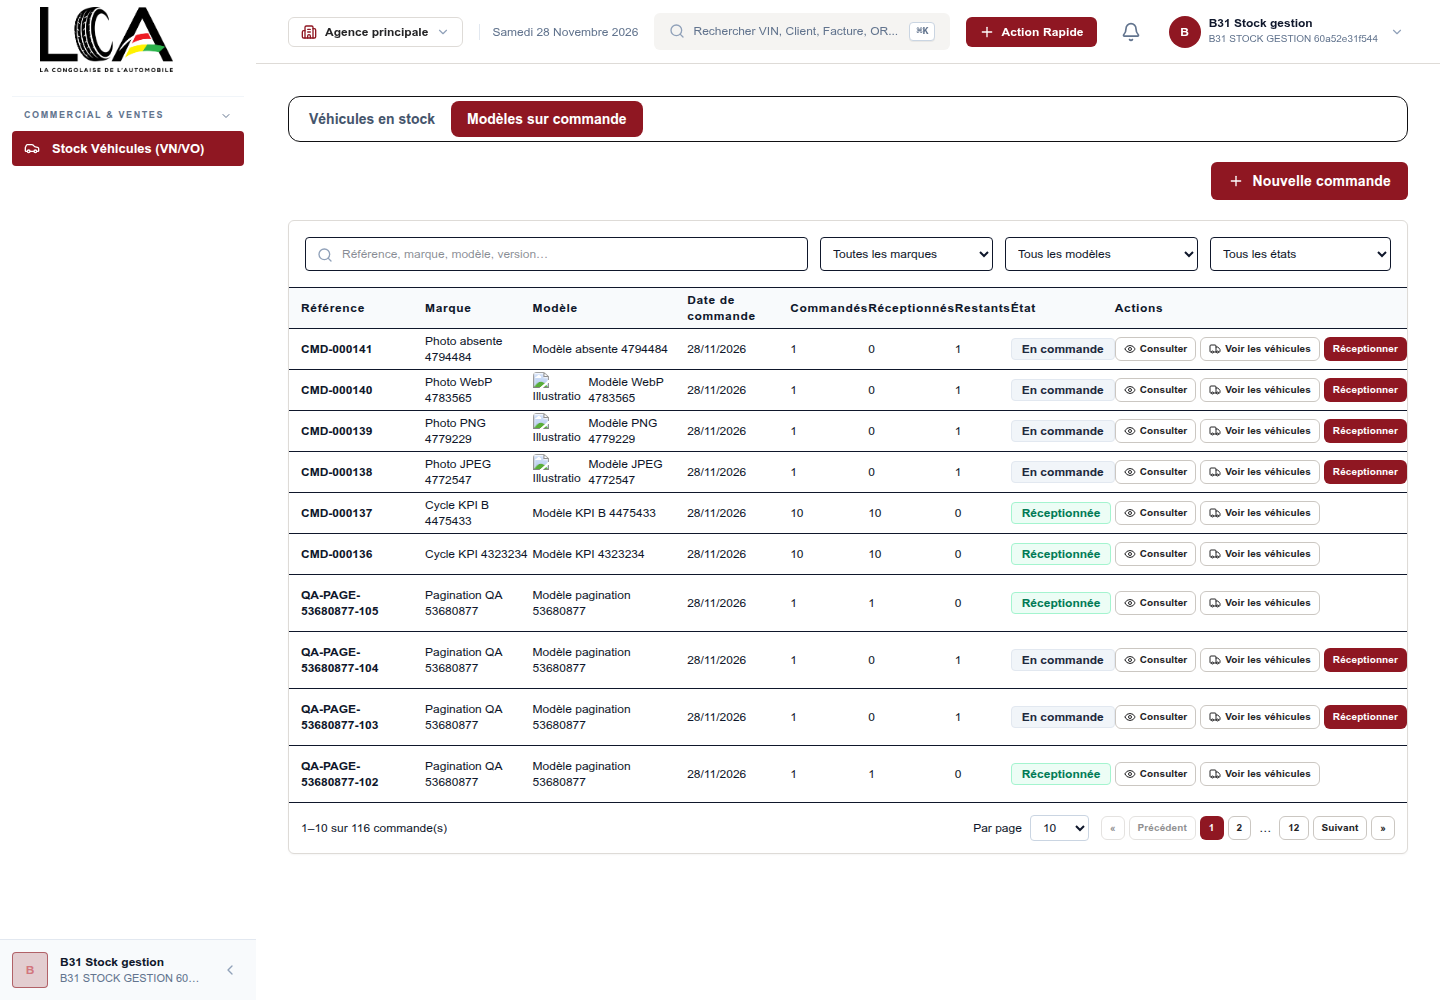 LCA
LA CONGOLAISE DE L'AUTOMOBILE
Agence principale
Samedi 28 Novembre 2026
Rechercher VIN, Client, Facture, OR...
⌘K
Action Rapide
B
B31 Stock gestion
B31 STOCK GESTION 60a52e31f544
COMMERCIAL & VENTES
Stock Véhicules (VN/VO)
Véhicules en stock
Modèles sur commande
Nouvelle commande
Référence, marque, modèle, version...
Toutes les marques
Tous les modèles
Tous les états
Référence Marque Modèle Date de commande Commandés Réceptionnés Restants État Actions
CMD-000141 Photo absente 4794484 Modèle absente 4794484 28/11/2026 1 0 1 En commande Consulter Voir les véhicules Réceptionner
CMD-000140 Photo WebP 4783565 Illustratio Modèle WebP 4783565 28/11/2026 1 0 1 En commande Consulter Voir les véhicules Réceptionner
CMD-000139 Photo PNG 4779229 Illustratio Modèle PNG 4779229 28/11/2026 1 0 1 En commande Consulter Voir les véhicules Réceptionner
CMD-000138 Photo JPEG 4772547 Illustratio Modèle JPEG 4772547 28/11/2026 1 0 1 En commande Consulter Voir les véhicules Réceptionner
CMD-000137 Cycle KPI B 4475433 Modèle KPI B 4475433 28/11/2026 10 10 0 Réceptionnée Consulter Voir les véhicules
CMD-000136 Cycle KPI 4323234 Modèle KPI 4323234 28/11/2026 10 10 0 Réceptionnée Consulter Voir les véhicules
QA-PAGE-53680877-105 Pagination QA 53680877 Modèle pagination 53680877 28/11/2026 1 1 0 Réceptionnée Consulter Voir les véhicules
QA-PAGE-53680877-104 Pagination QA 53680877 Modèle pagination 53680877 28/11/2026 1 0 1 En commande Consulter Voir les véhicules Réceptionner
QA-PAGE-53680877-103 Pagination QA 53680877 Modèle pagination 53680877 28/11/2026 1 0 1 En commande Consulter Voir les véhicules Réceptionner
QA-PAGE-53680877-102 Pagination QA 53680877 Modèle pagination 53680877 28/11/2026 1 1 0 Réceptionnée Consulter Voir les véhicules
1–10 sur 116 commande(s)
Par page 10 « Précédent 1 2 … 12 Suivant »
B
B31 Stock gestion
B31 STOCK GESTION 60...